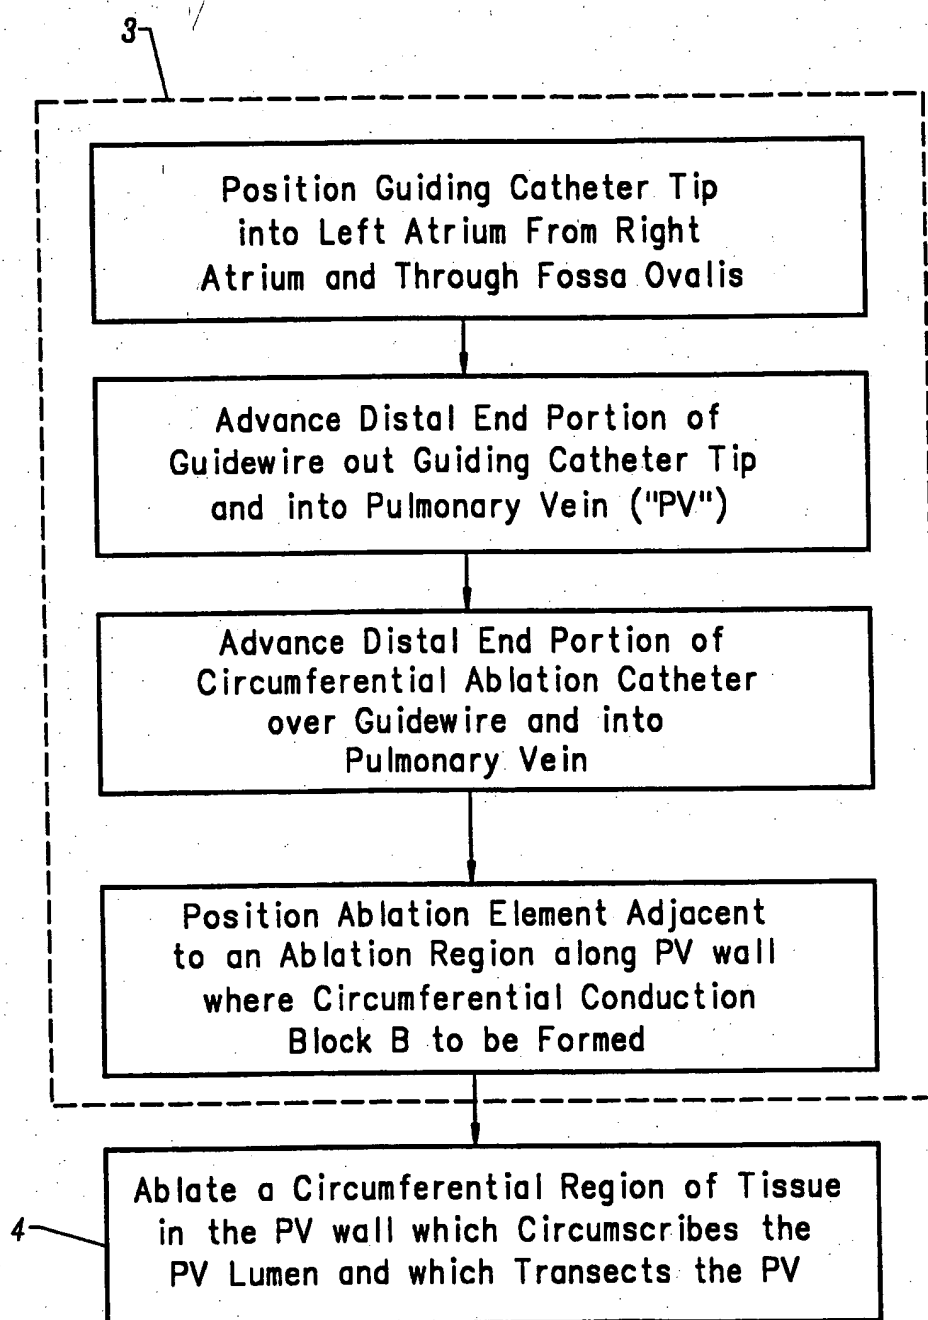 3
Position Guiding Catheter Tip
into Left Atrium From Right
Atrium and Through Fossa Ovalis
Advance Distal End Portion of
Guidewire out Guiding Catheter Tip
and into Pulmonary Vein ("PV")
Advance Distal End Portion of
Circumferential Ablation Catheter
over Guidewire and into
Pulmonary Vein
Position Ablation Element Adjacent
to an Ablation Region along PV wall
where Circumferential Conduction
Block B to be Formed
4
Ablate a Circumferential Region of Tissue
in the PV wall which Circumscribes the
PV Lumen and which Transects the PV